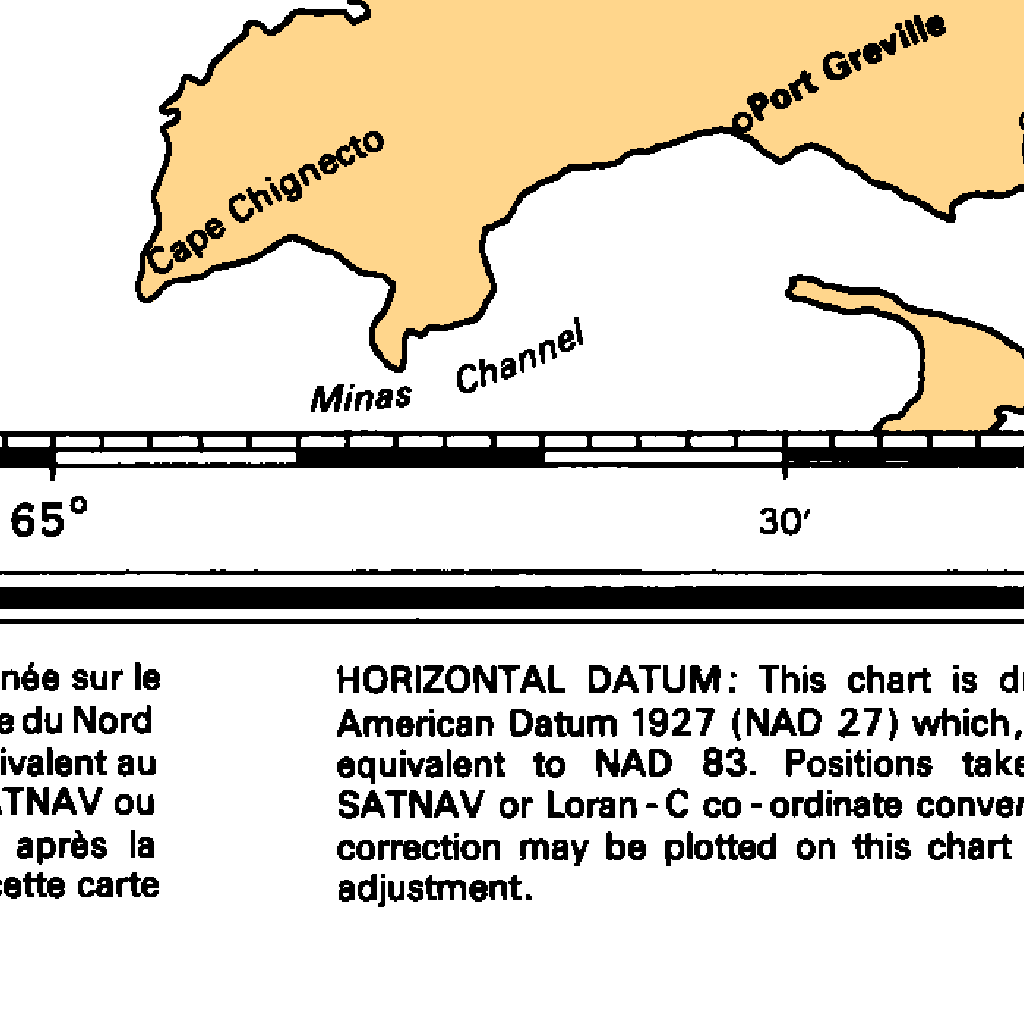 Port Greville
Cape Chignecto
Minas Channel
65° 30′
née sur le
e du Nord
ivalent au
ATNAV ou
après la
cette carte
HORIZONTAL DATUM: This chart is
American Datum 1927 (NAD 27) which,
equivalent to NAD 83. Positions take
SATNAV or Loran-C co-ordinate conver
correction may be plotted on this chart
adjustment.